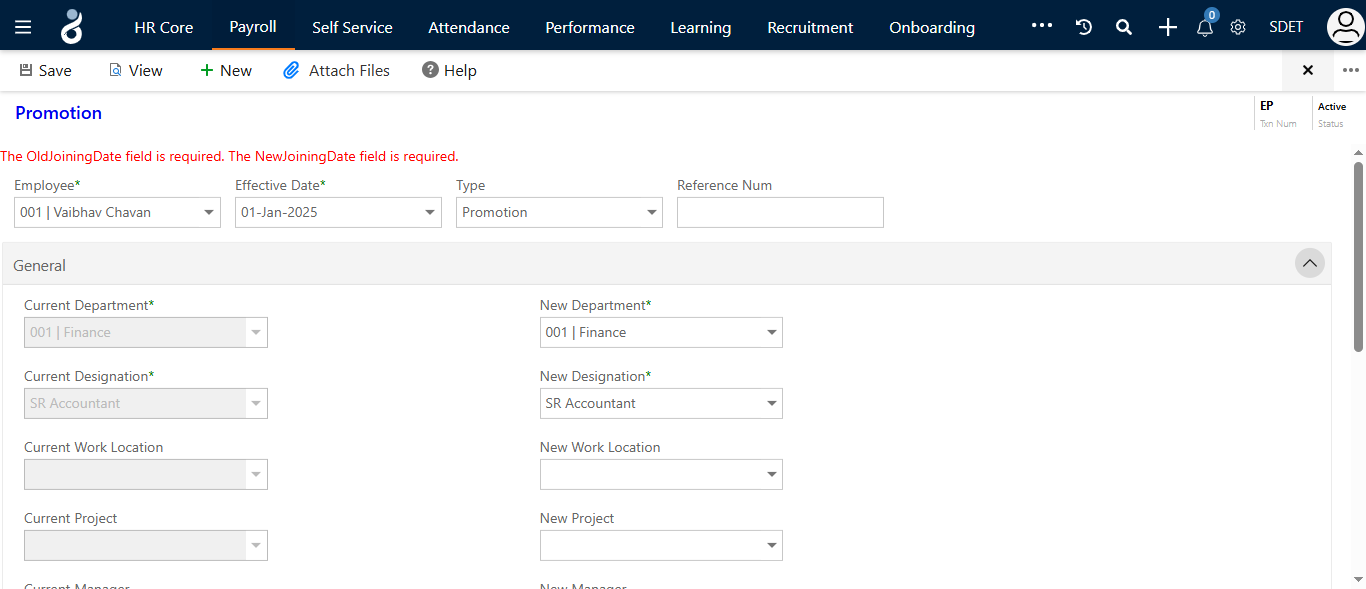 HR Core Payroll Self Service Attendance Performance Learning Recruitment Onboarding ••• 0 SDET
Save View New Attach Files Help
Promotion
EP Active
Txn Num Status
The OldJoiningDate field is required. The NewJoiningDate field is required.
Employee* Effective Date* Type Reference Num
001 | Vaibhav Chavan 01-Jan-2025 Promotion
General
Current Department* New Department*
001 | Finance 001 | Finance
Current Designation* New Designation*
SR Accountant SR Accountant
Current Work Location New Work Location
Current Project New Project
Current Manager New Manager